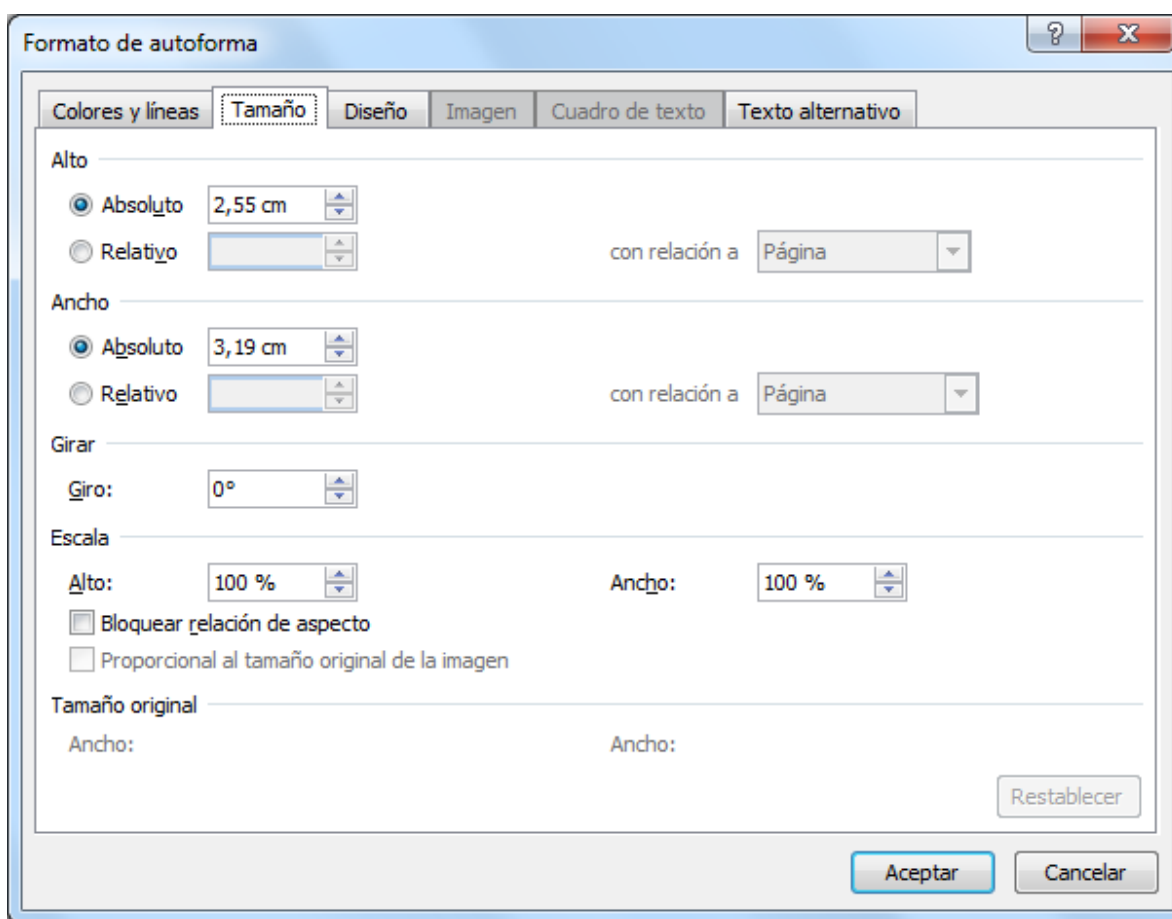 Formato de autoforma
Colores y líneas Tamaño Diseño Imagen Cuadro de texto Texto alternativo
Alto
Absoluto 2,55 cm
Relativo con relación a Página
Ancho
Absoluto 3,19 cm
Relativo con relación a Página
Girar
Giro: 0°
Escala
Alto: 100 % Ancho: 100 %
Bloquear relación de aspecto
Proporcional al tamaño original de la imagen
Tamaño original
Ancho: Ancho:
Restablecer
Aceptar Cancelar